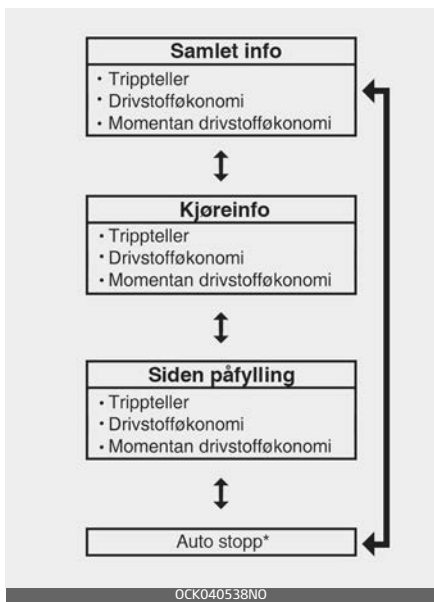 Samlet info
• Trippteller
• Drivstofføkonomi
• Momentan drivstofføkonomi
Kjøreinfo
• Trippteller
• Drivstofføkonomi
• Momentan drivstofføkonomi
Siden påfylling
• Trippteller
• Drivstofføkonomi
• Momentan drivstofføkonomi
Auto stopp*
OCK040538NO